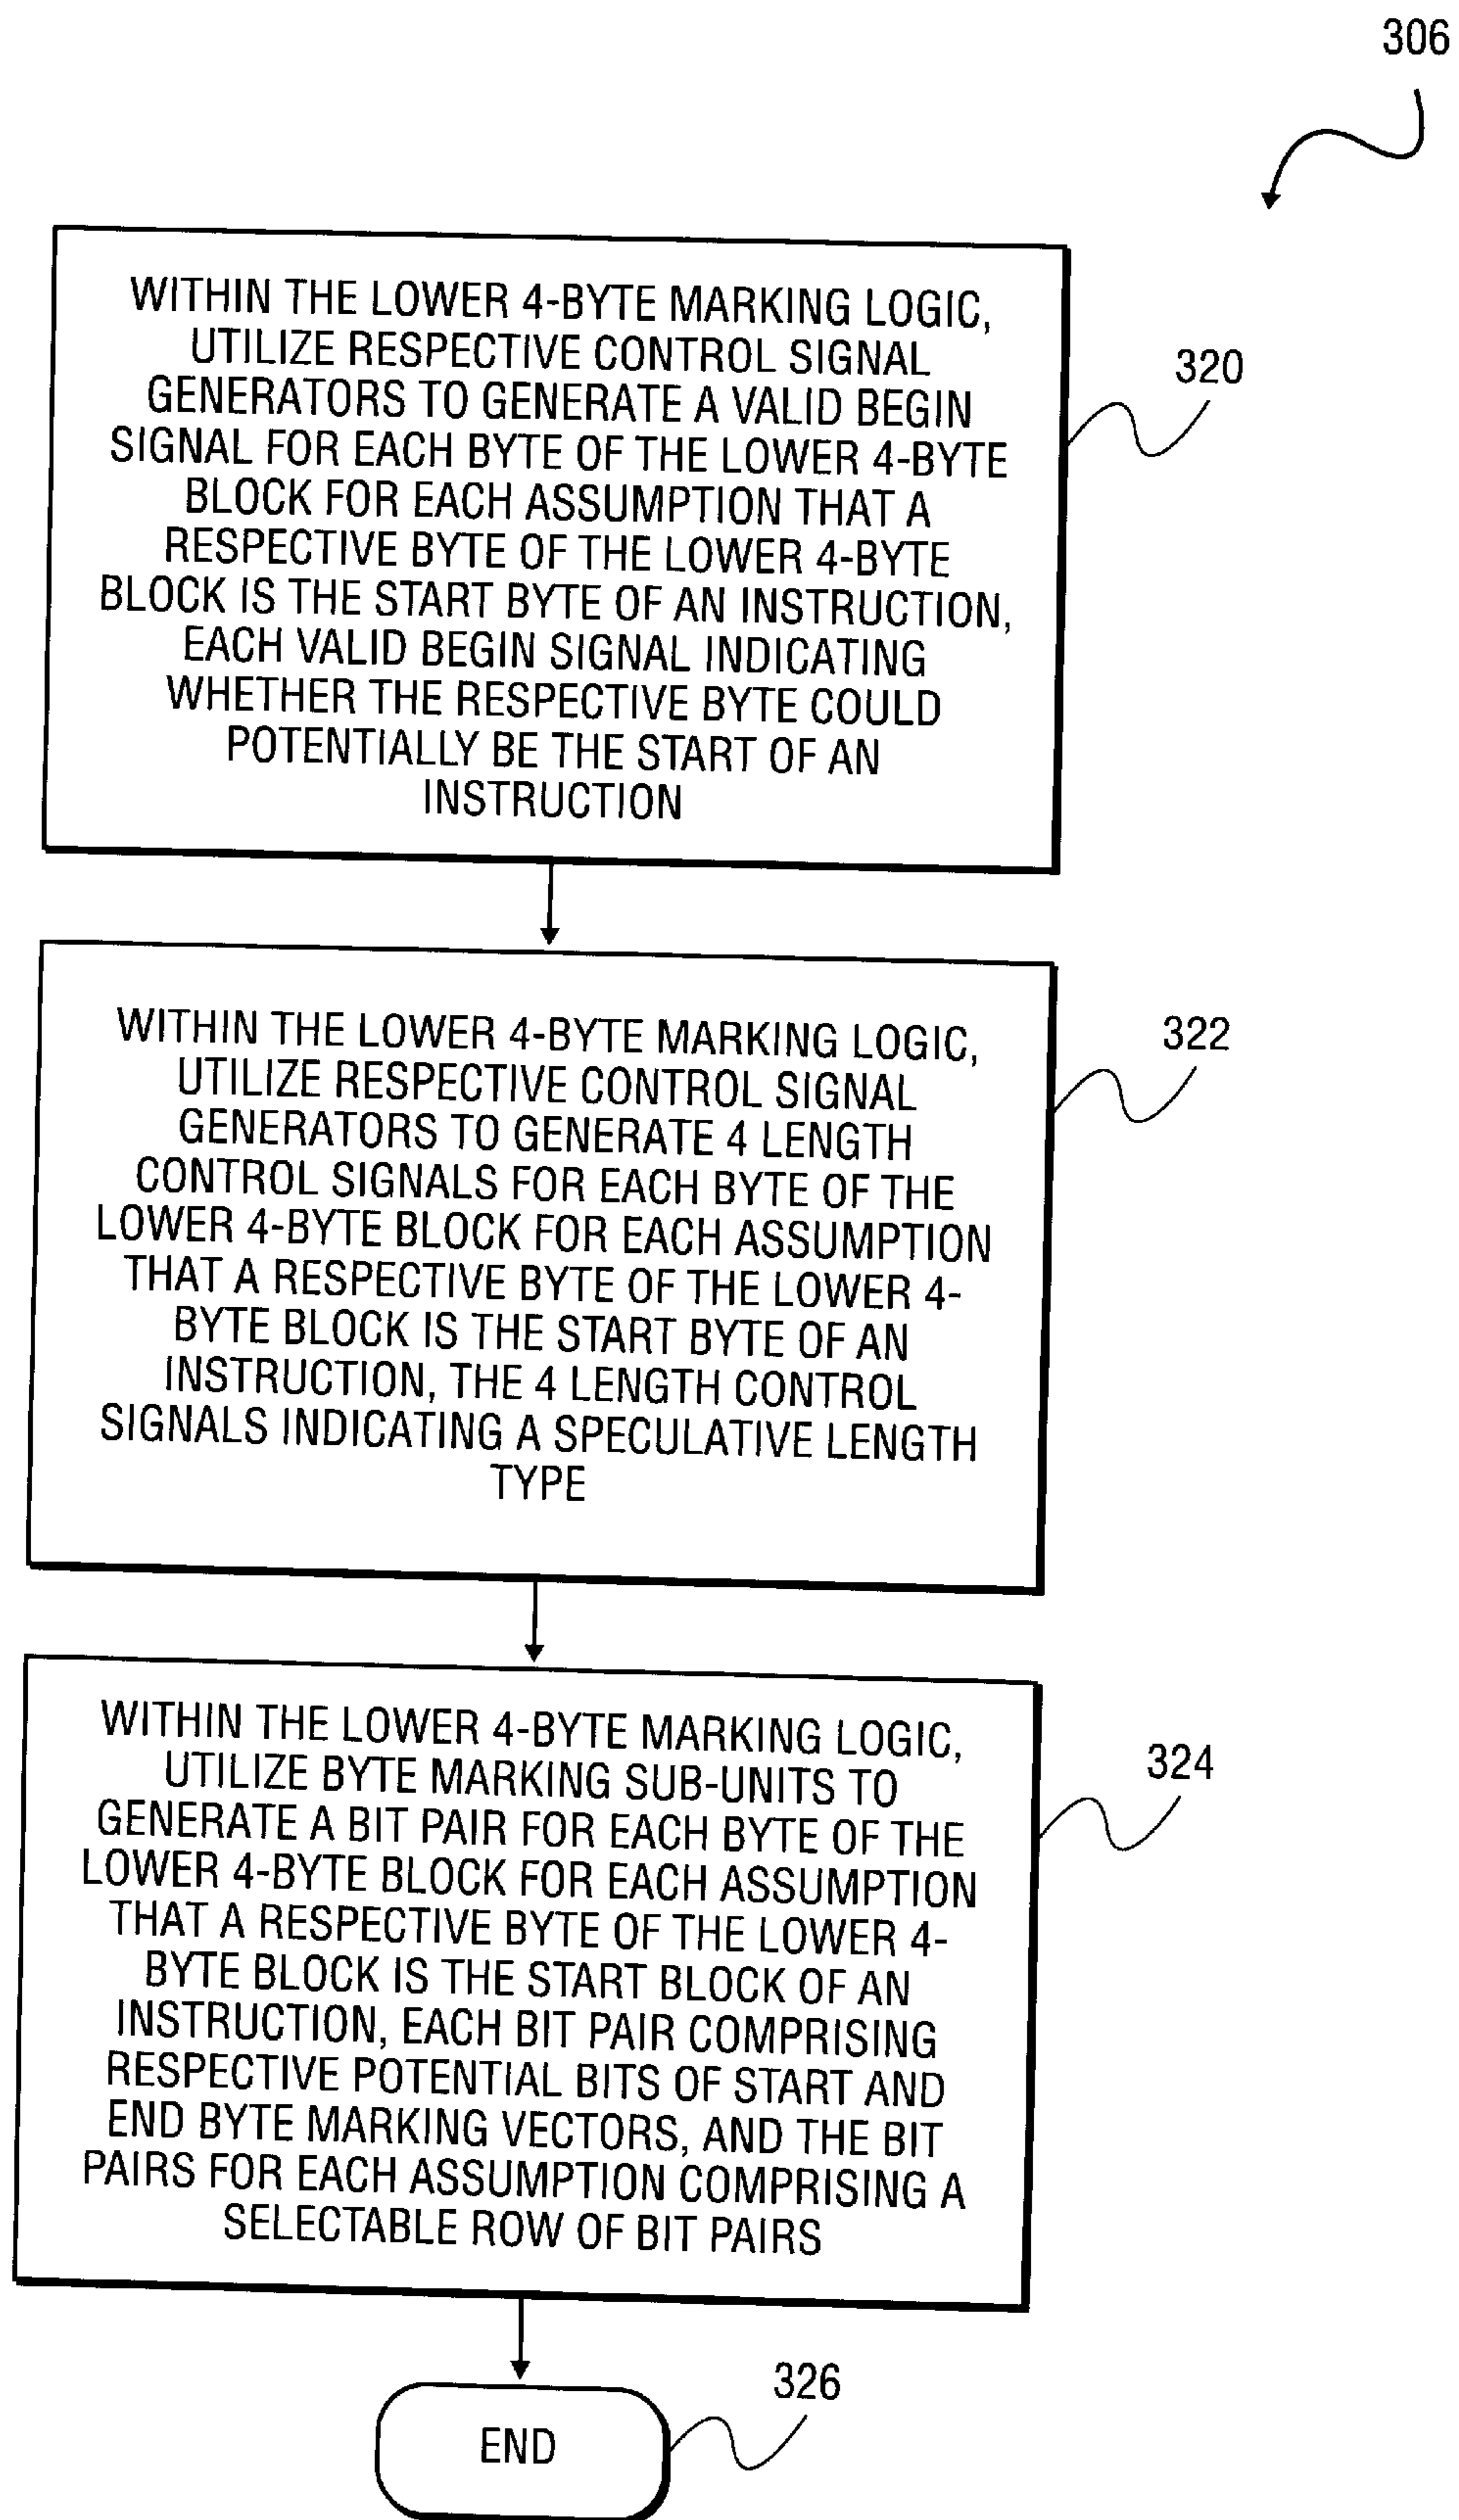 306
WITHIN THE LOWER 4-BYTE MARKING LOGIC,
UTILIZE RESPECTIVE CONTROL SIGNAL
GENERATORS TO GENERATE A VALID BEGIN
SIGNAL FOR EACH BYTE OF THE LOWER 4-BYTE
BLOCK FOR EACH ASSUMPTION THAT A
RESPECTIVE BYTE OF THE LOWER 4-BYTE
BLOCK IS THE START BYTE OF AN INSTRUCTION,
EACH VALID BEGIN SIGNAL INDICATING
WHETHER THE RESPECTIVE BYTE COULD
POTENTIALLY BE THE START OF AN
INSTRUCTION
320
WITHIN THE LOWER 4-BYTE MARKING LOGIC,
UTILIZE RESPECTIVE CONTROL SIGNAL
GENERATORS TO GENERATE 4 LENGTH
CONTROL SIGNALS FOR EACH BYTE OF THE
LOWER 4-BYTE BLOCK FOR EACH ASSUMPTION
THAT A RESPECTIVE BYTE OF THE LOWER 4-
BYTE BLOCK IS THE START BYTE OF AN
INSTRUCTION, THE 4 LENGTH CONTROL
SIGNALS INDICATING A SPECULATIVE LENGTH
TYPE
322
WITHIN THE LOWER 4-BYTE MARKING LOGIC,
UTILIZE BYTE MARKING SUB-UNITS TO
GENERATE A BIT PAIR FOR EACH BYTE OF THE
LOWER 4-BYTE BLOCK FOR EACH ASSUMPTION
THAT A RESPECTIVE BYTE OF THE LOWER 4-
BYTE BLOCK IS THE START BLOCK OF AN
INSTRUCTION, EACH BIT PAIR COMPRISING
RESPECTIVE POTENTIAL BITS OF START AND
END BYTE MARKING VECTORS, AND THE BIT
PAIRS FOR EACH ASSUMPTION COMPRISING A
SELECTABLE ROW OF BIT PAIRS
324
END
326